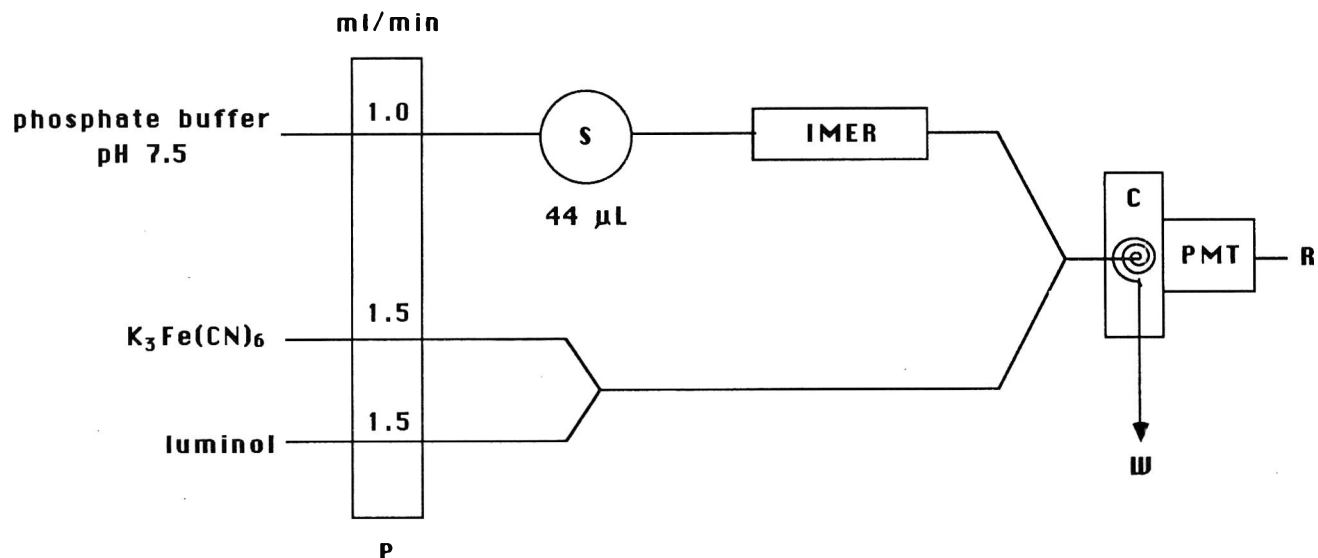 ml/min
phosphate buffer
pH 7.5
1.0
S
44 µL
IMER
C
PMT
R
K₃Fe(CN)₆
1.5
luminol
1.5
W
P